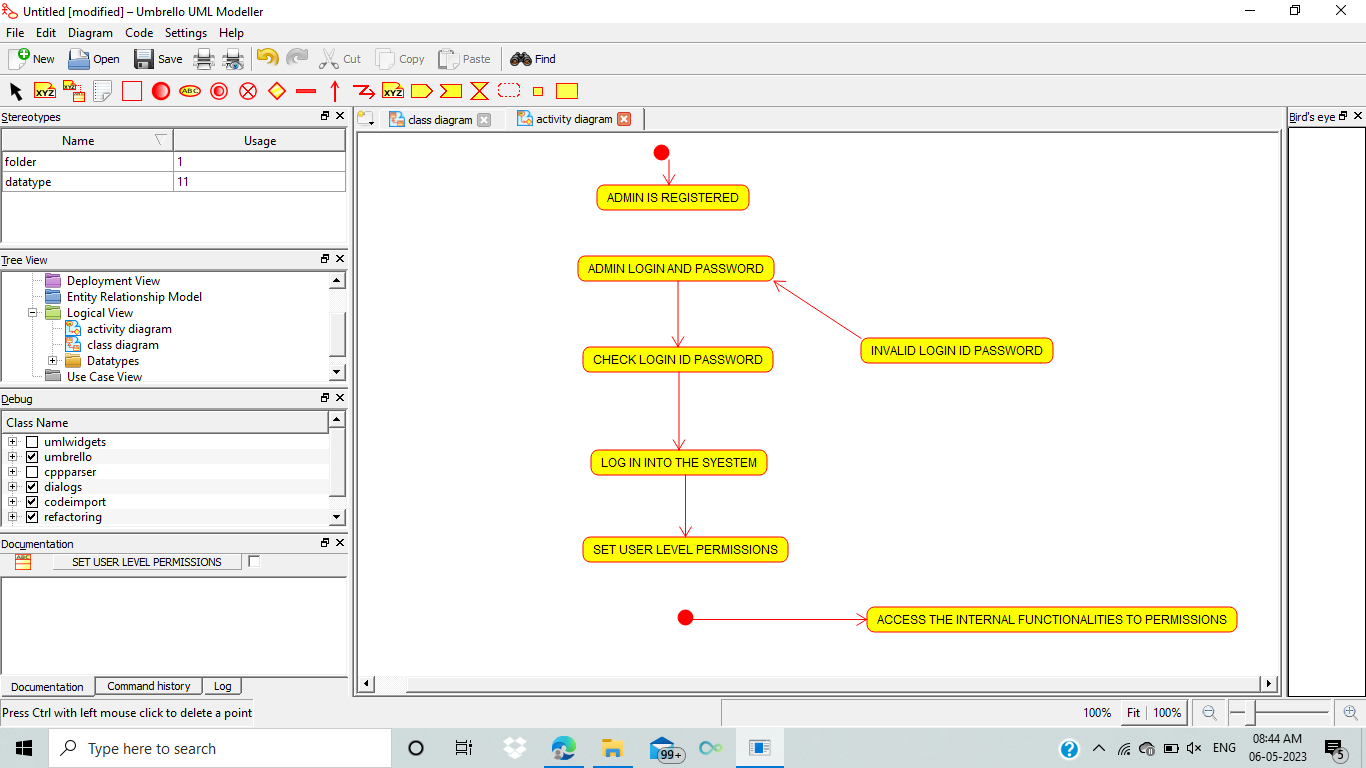 Untitled [modified] – Umbrello UML Modeller
File Edit Diagram Code Settings Help
New Open Save Cut Copy Paste Find
XYZ XYZ ABC XYZ
Stereotypes
Name Usage
folder 1
datatype 11
Tree View
Deployment View
Entity Relationship Model
Logical View
activity diagram
class diagram
Datatypes
Use Case View
Debug
Class Name
umlwidgets
umbrello
cppparser
dialogs
codeimport
refactoring
Documentation
ABC SET USER LEVEL PERMISSIONS
Documentation Command history Log
class diagram activity diagram
ADMIN IS REGISTERED
ADMIN LOGIN AND PASSWORD
INVALID LOGIN ID PASSWORD
CHECK LOGIN ID PASSWORD
LOG IN INTO THE SYESTEM
SET USER LEVEL PERMISSIONS
ACCESS THE INTERNAL FUNCTIONALITIES TO PERMISSIONS
Bird's eye
Press Ctrl with left mouse click to delete a point
100% Fit 100%
Type here to search
99+
ENG
08:44 AM
06-05-2023
5